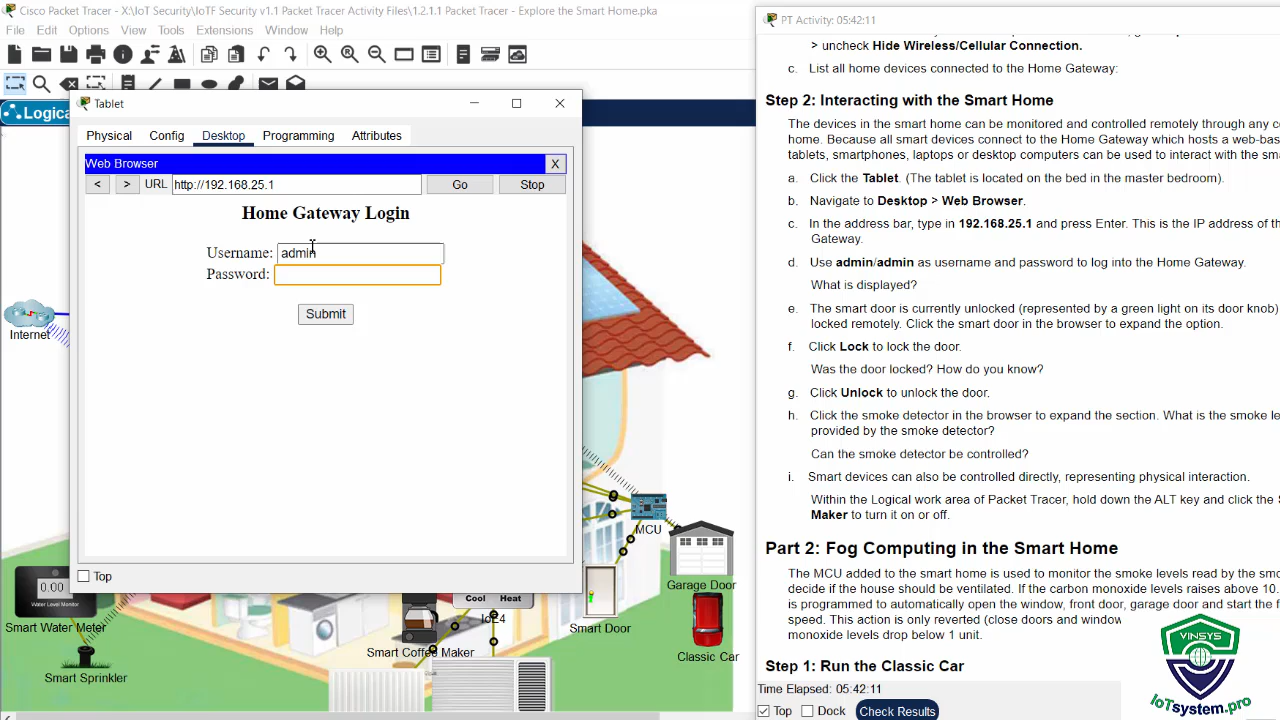 Cisco Packet Tracer - X:\IoT Security\IoTF Security v1.1 Packet Tracer Activity Files\1.2.1.1 Packet Tracer - Explore the Smart Home.pka
File Edit Options View Tools Extensions Window Help
Logica
Tablet
Physical Config Desktop Programming Attributes
Web Browser X
< > URL http://192.168.25.1 Go Stop
Home Gateway Login
Username: admin
Password:
Submit
Top
Internet
MCU
Garage Door
0.00
Water Level Monitor
Smart Water Meter
Cool Heat
IoE4
Smart Door
Smart Coffee Maker
Classic Car
Smart Sprinkler
PT Activity: 05:42:11
> uncheck Hide Wireless/Cellular Connection.
c. List all home devices connected to the Home Gateway:
Step 2: Interacting with the Smart Home
The devices in the smart home can be monitored and controlled remotely through any co
home. Because all smart devices connect to the Home Gateway which hosts a web-bas
tablets, smartphones, laptops or desktop computers can be used to interact with the sma
Click the Tablet. (The tablet is located on the bed in the master bedroom).
b. Navigate to Desktop > Web Browser.
c. In the address bar, type in 192.168.25.1 and press Enter. This is the IP address of th
Gateway.
d. Use admin/admin as username and password to log into the Home Gateway.
What is displayed?
e. The smart door is currently unlocked (represented by a green light on its door knob)
locked remotely. Click the smart door in the browser to expand the option.
f. Click Lock to lock the door.
Was the door locked? How do you know?
g. Click Unlock to unlock the door.
h. Click the smoke detector in the browser to expand the section. What is the smoke le
provided by the smoke detector?
Can the smoke detector be controlled?
i. Smart devices can also be controlled directly, representing physical interaction.
Within the Logical work area of Packet Tracer, hold down the ALT key and click the S
Maker to turn it on or off.
Part 2: Fog Computing in the Smart Home
The MCU added to the smart home is used to monitor the smoke levels read by the smo
decide if the house should be ventilated. If the carbon monoxide levels raises above 10.
is programmed to automatically open the window, front door, garage door and start the f
speed. This action is only reverted (close doors and window
monoxide levels drop below 1 unit.
Step 1: Run the Classic Car
Time Elapsed: 05:42:11
Top Dock Check Results
VINSYS
IoTsystem.pro